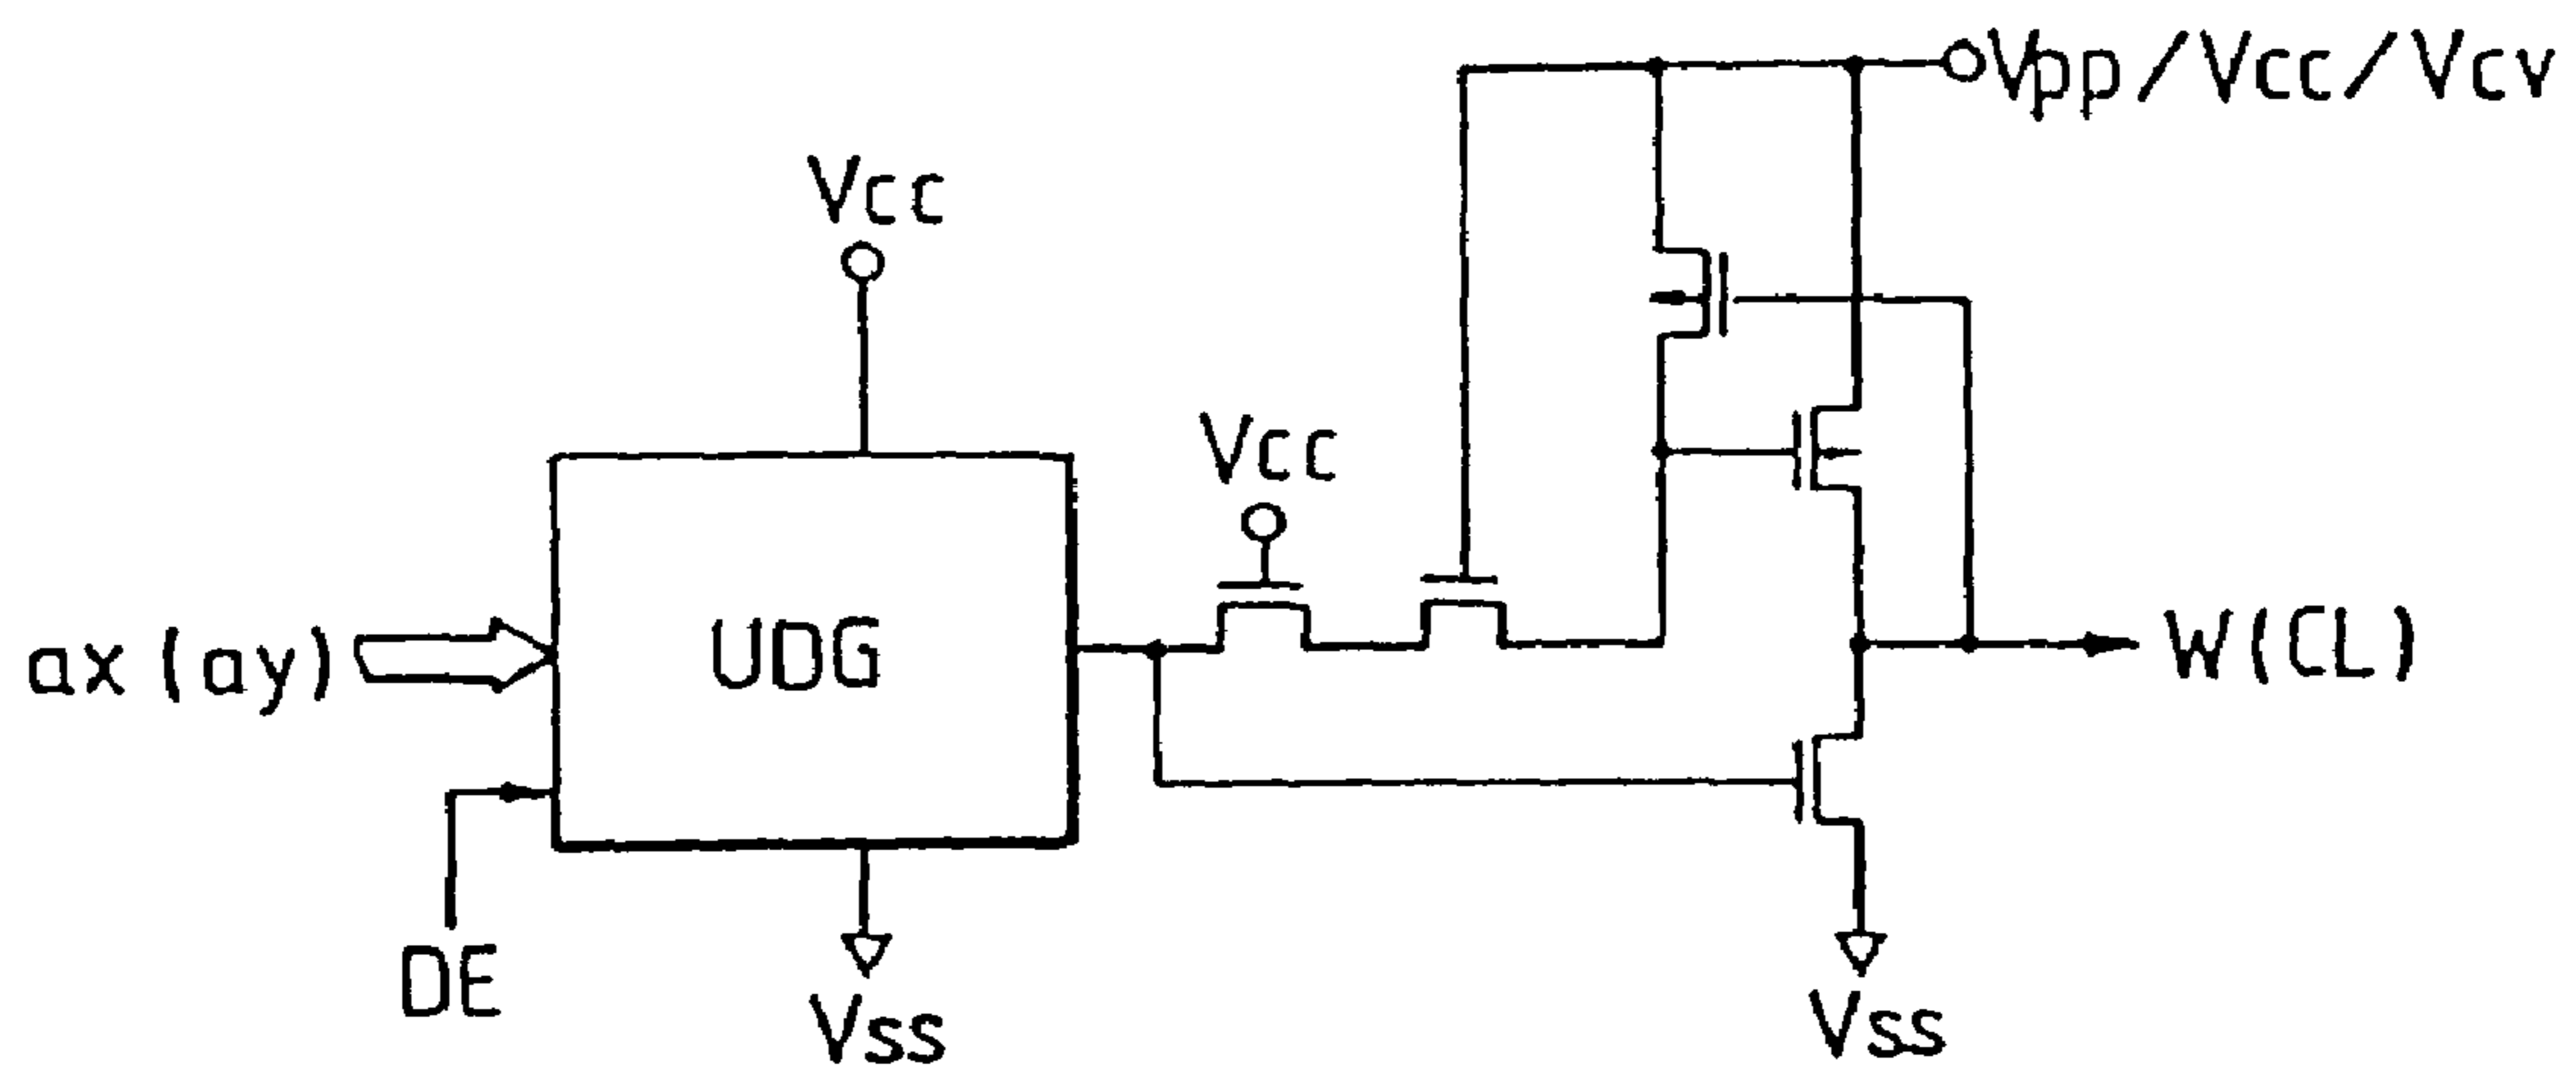 Vpp/Vcc/Vcv
Vcc
Vcc
UDG
ax(ay)
W(CL)
DE
Vss
Vss